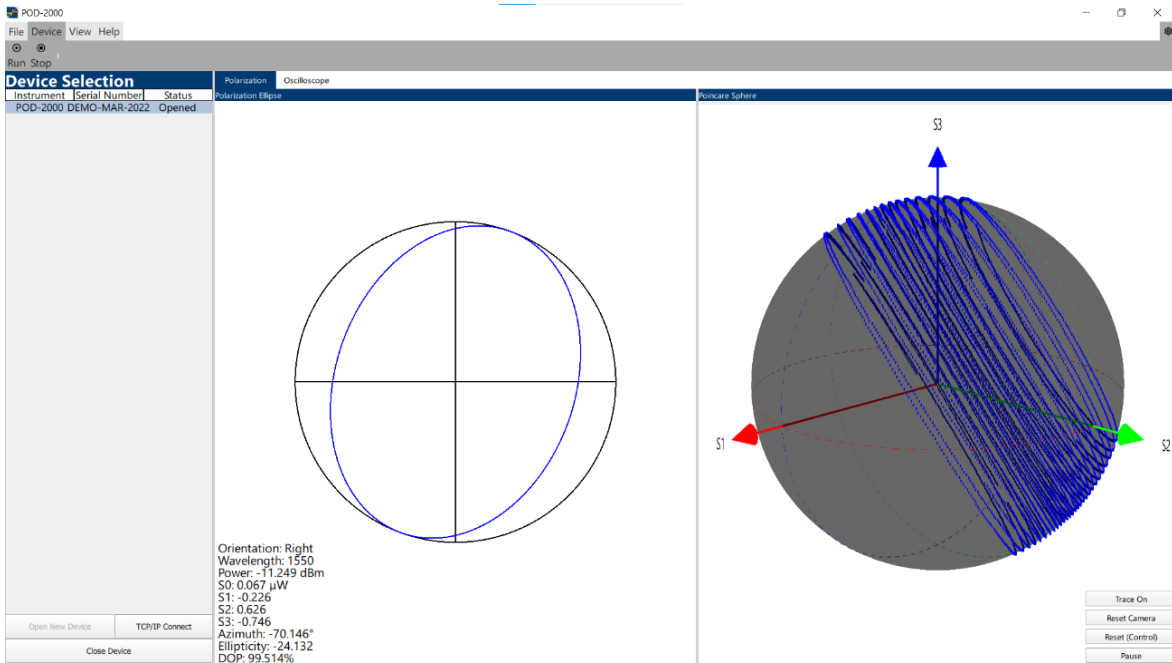 POD-2000
File Device View Help
Run Stop
Device Selection
Instrument Serial Number Status
POD-2000 DEMO-MAR-2022 Opened
Open New Device TCP/IP Connect
Close Device
Polarization Oscilloscope
Polarization Ellipse
Orientation: Right
Wavelength: 1550
Power: -11.249 dBm
S0: 0.067 μW
S1: -0.226
S2: 0.626
S3: -0.746
Azimuth: -70.146°
Ellipticity: -24.132
DOP: 99.514%
Poincare Sphere
S3
S1
S2
Trace On
Reset Camera
Reset (Control)
Pause